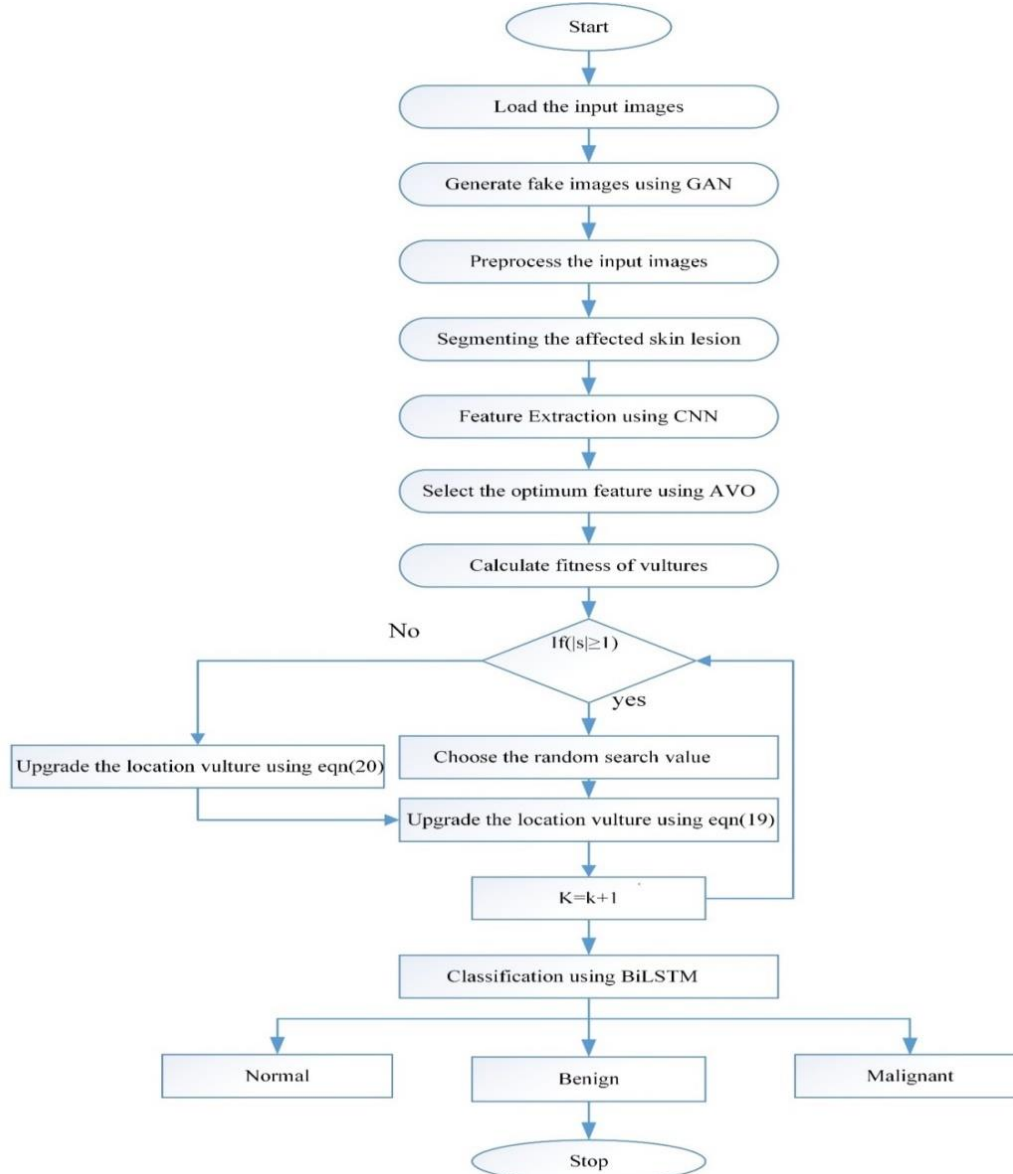 Start
Load the input images
Generate fake images using GAN
Preprocess the input images
Segmenting the affected skin lesion
Feature Extraction using CNN
Select the optimum feature using AVO
Calculate fitness of vultures
If(|s|≥1)
No
yes
Choose the random search value
Upgrade the location vulture using eqn(20)
Upgrade the location vulture using eqn(19)
K=k+1
Classification using BiLSTM
Normal
Benign
Malignant
Stop